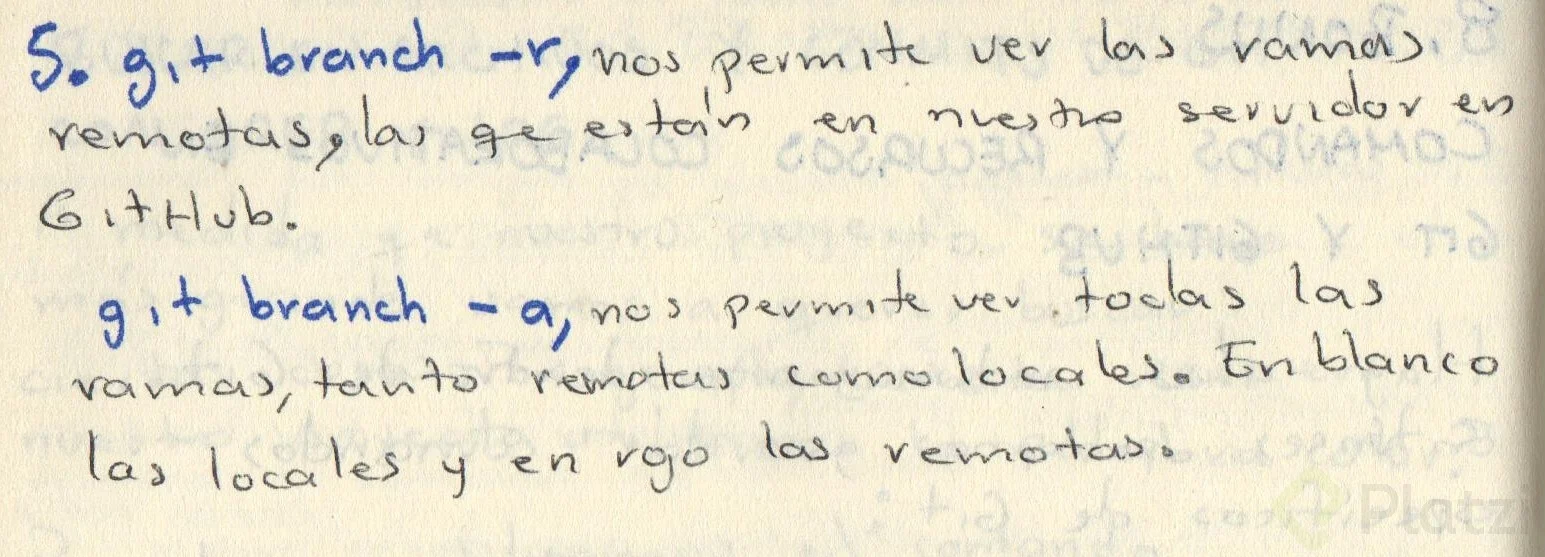 5. git branch -r, nos permite ver las ramas
remotas, las qe están en nuestro servidor en
GitHub.
git branch -a, nos permite ver todas las
ramas, tanto remotas como locales. En blanco
las locales y en rojo las remotas.
Platzi